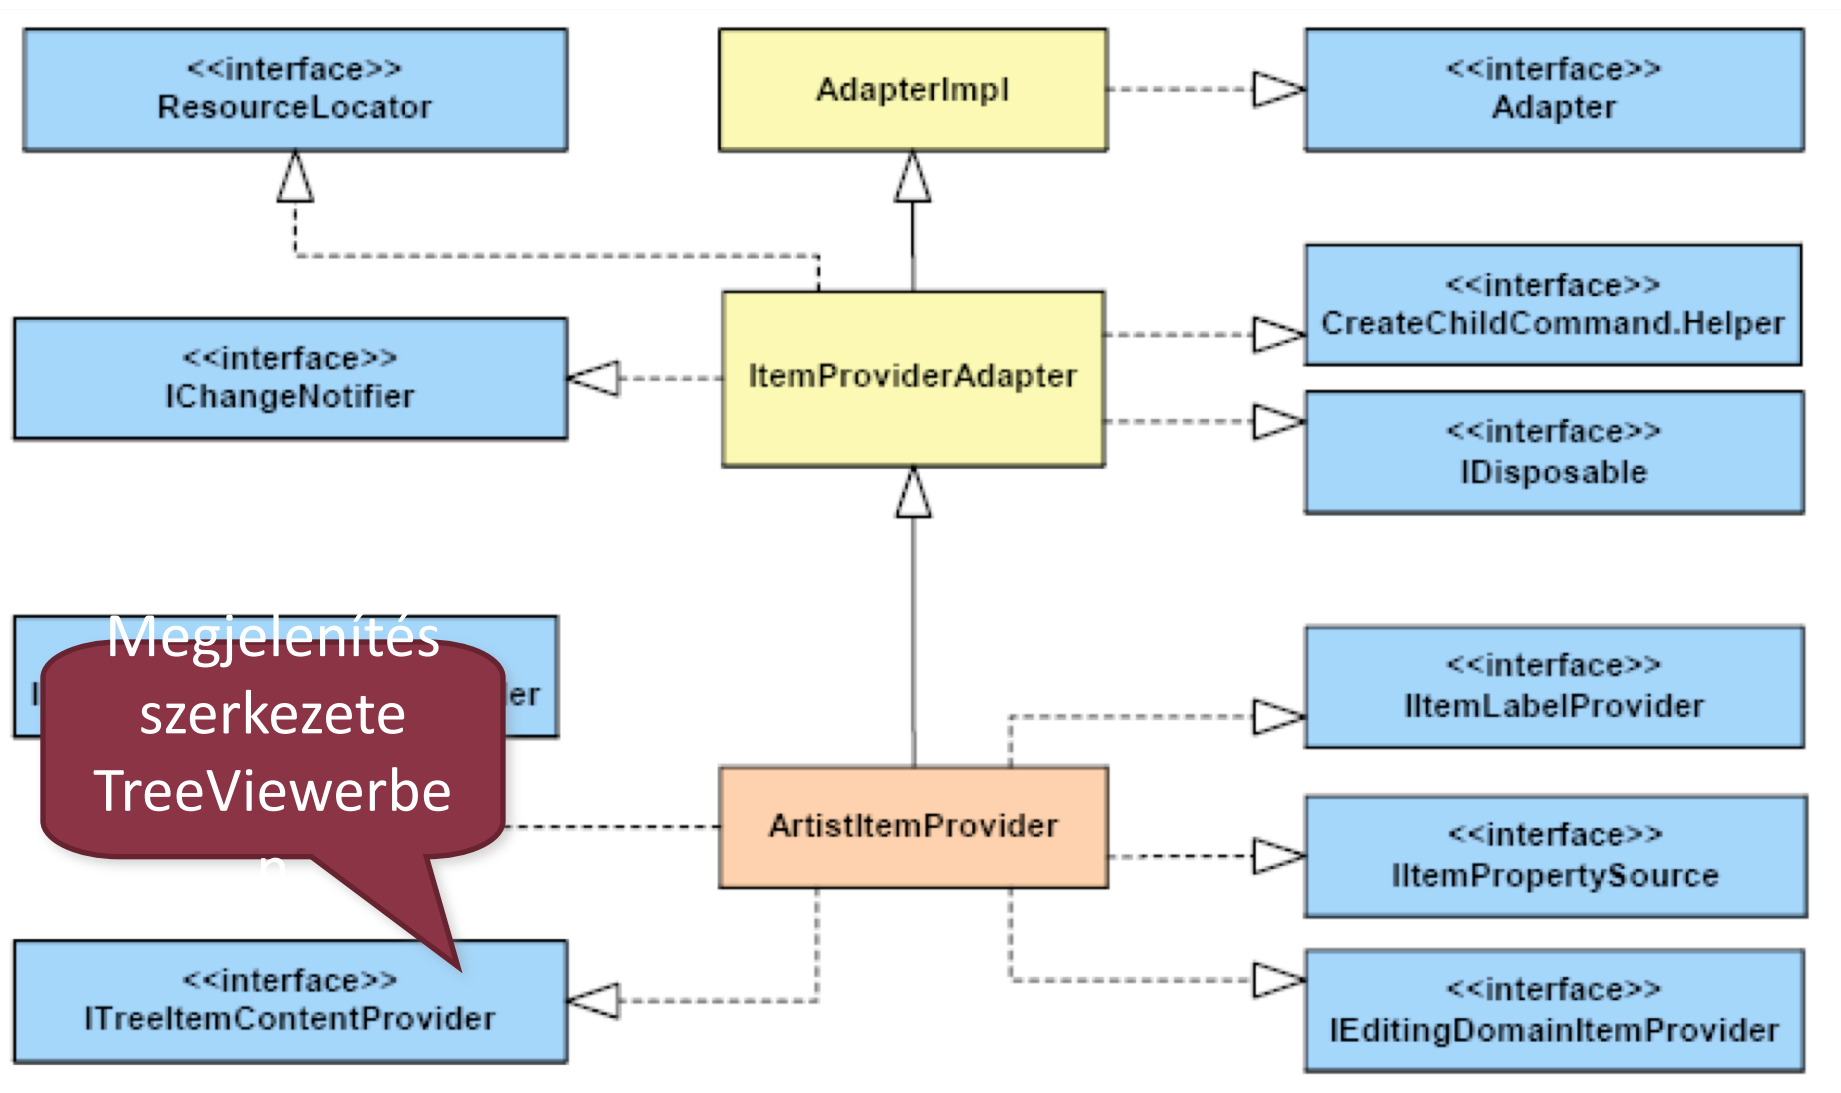 <<interface>>
ResourceLocator
AdapterImpl
<<interface>>
Adapter
<<interface>>
CreateChildCommand.Helper
<<interface>>
IChangeNotifier
ItemProviderAdapter
<<interface>>
IDisposable
Megjelenítés
szerkezete
TreeViewerbe
n
<<interface>>
IItemLabelProvider
ArtistItemProvider
<<interface>>
IItemPropertySource
<<interface>>
ITreeItemContentProvider
<<interface>>
IEditingDomainItemProvider